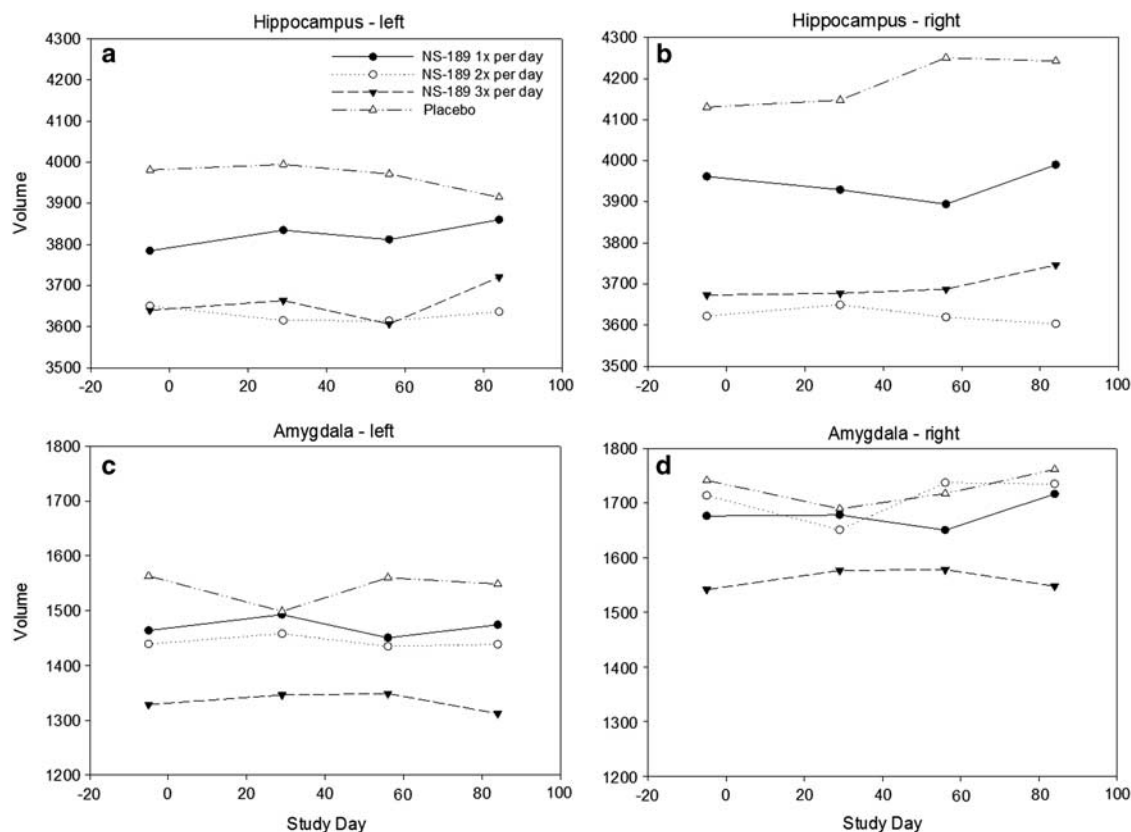 Hippocampus - left
a
NS-189 1x per day
NS-189 2x per day
NS-189 3x per day
Placebo
4300
4200
4100
4000
3900
3800
3700
3600
3500
Volume
-20 0 20 40 60 80 100
Hippocampus - right
b
4300
4200
4100
4000
3900
3800
3700
3600
3500
-20 0 20 40 60 80 100
Amygdala - left
c
1800
1700
1600
1500
1400
1300
1200
Volume
-20 0 20 40 60 80 100
Study Day
Amygdala - right
d
1800
1700
1600
1500
1400
1300
1200
-20 0 20 40 60 80 100
Study Day